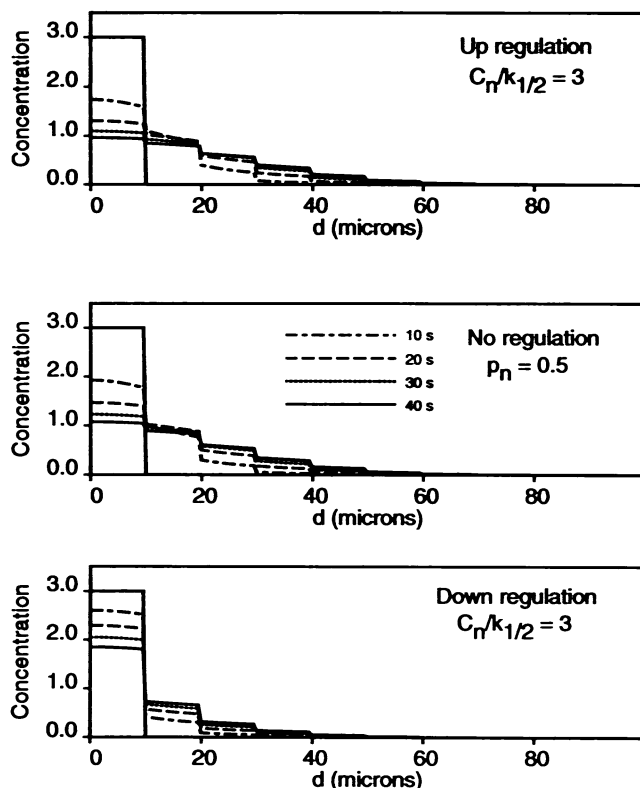 Concentration
3.0
2.0
1.0
0.0
Up regulation
Cₙ/k₁/₂ = 3
0 20 40 60 80
d (microns)
Concentration
3.0
2.0
1.0
0.0
10 s
20 s
30 s
40 s
No regulation
pₙ = 0.5
0 20 40 60 80
d (microns)
Concentration
3.0
2.0
1.0
0.0
Down regulation
Cₙ/k₁/₂ = 3
0 20 40 60 80
d (microns)